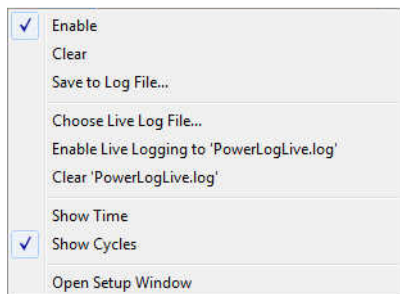 Enable
Clear
Save to Log File...
Choose Live Log File...
Enable Live Logging to 'PowerLogLive.log'
Clear 'PowerLogLive.log'
Show Time
Show Cycles
Open Setup Window